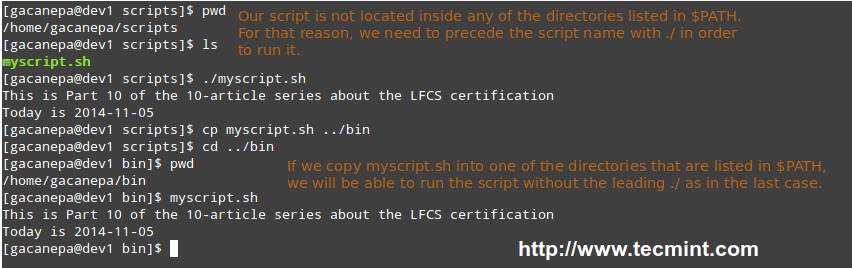 [gacanepa@dev1 scripts]$ pwd
/home/gacanepa/scripts
[gacanepa@dev1 scripts]$ ls
myscript.sh
Our script is not located inside any of the directories listed in $PATH.
For that reason, we need to precede the script name with ./ in order
to run it.
[gacanepa@dev1 scripts]$ ./myscript.sh
This is Part 10 of the 10-article series about the LFCS certification
Today is 2014-11-05
[gacanepa@dev1 scripts]$ cp myscript.sh ../bin
[gacanepa@dev1 scripts]$ cd ../bin
[gacanepa@dev1 bin]$ pwd
/home/gacanepa/bin
If we copy myscript.sh into one of the directories that are listed in $PATH,
we will be able to run the script without the leading ./ as in the last case.
[gacanepa@dev1 bin]$ myscript.sh
This is Part 10 of the 10-article series about the LFCS certification
Today is 2014-11-05
[gacanepa@dev1 bin]$
http://www.tecmint.com